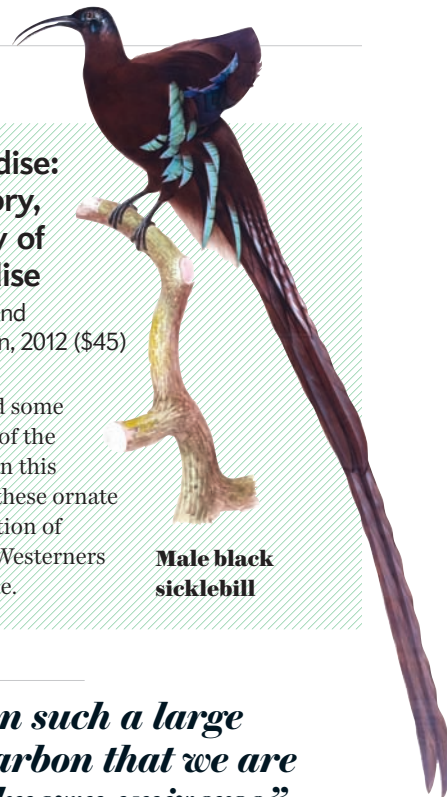 dise:
ory,
y of
lise
nd
n, 2012 ($45)
d some
of the
n this
these ornate
tion of
Westerners
e.
Male black
sicklebill
n such a large
arbon that we are